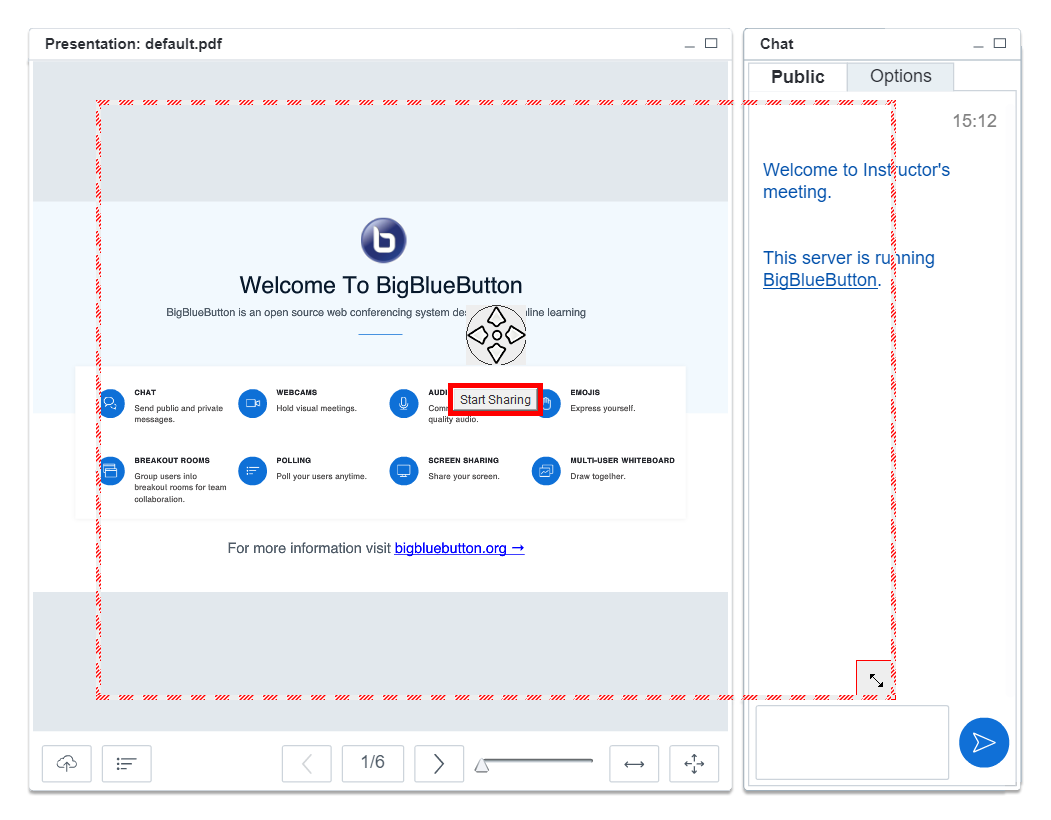 Presentation: default.pdf
Welcome To BigBlueButton
BigBlueButton is an open source web conferencing system des line learning
CHAT
Send public and private
messages.
WEBCAMS
Hold visual meetings.
AUDI
Com
quality audio.
Start Sharing
EMOJIS
Express yourself.
BREAKOUT ROOMS
Group users into
breakout rooms for team
collaboration.
POLLING
Poll your users anytime.
SCREEN SHARING
Share your screen.
MULTI-USER WHITEBOARD
Draw together.
For more information visit bigbluebutton.org →
1/6
Chat
Public
Options
15:12
Welcome to Instructor's
meeting.
This server is running
BigBlueButton.